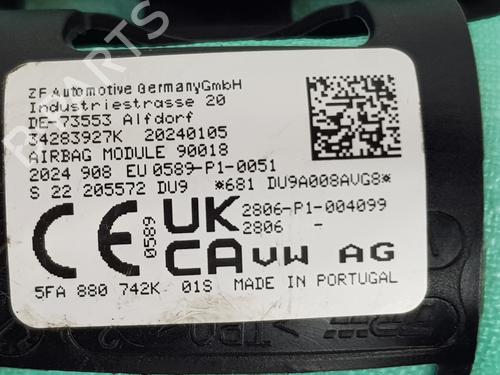 ZF Automotive GermanyGmbH
Industriestrasse 20
DE-73553 Alfdorf
34283927K 20240105
AIRBAG MODULE 90018
2024 908 EU 0589-P1-0051
S 22 205572 DU9 *681 DU9A008AVG8*
CE 0589 UK CA 2806-P1-004099
2806 -
VW AG
5FA 880 742K 01S MADE IN PORTUGAL
PARTS